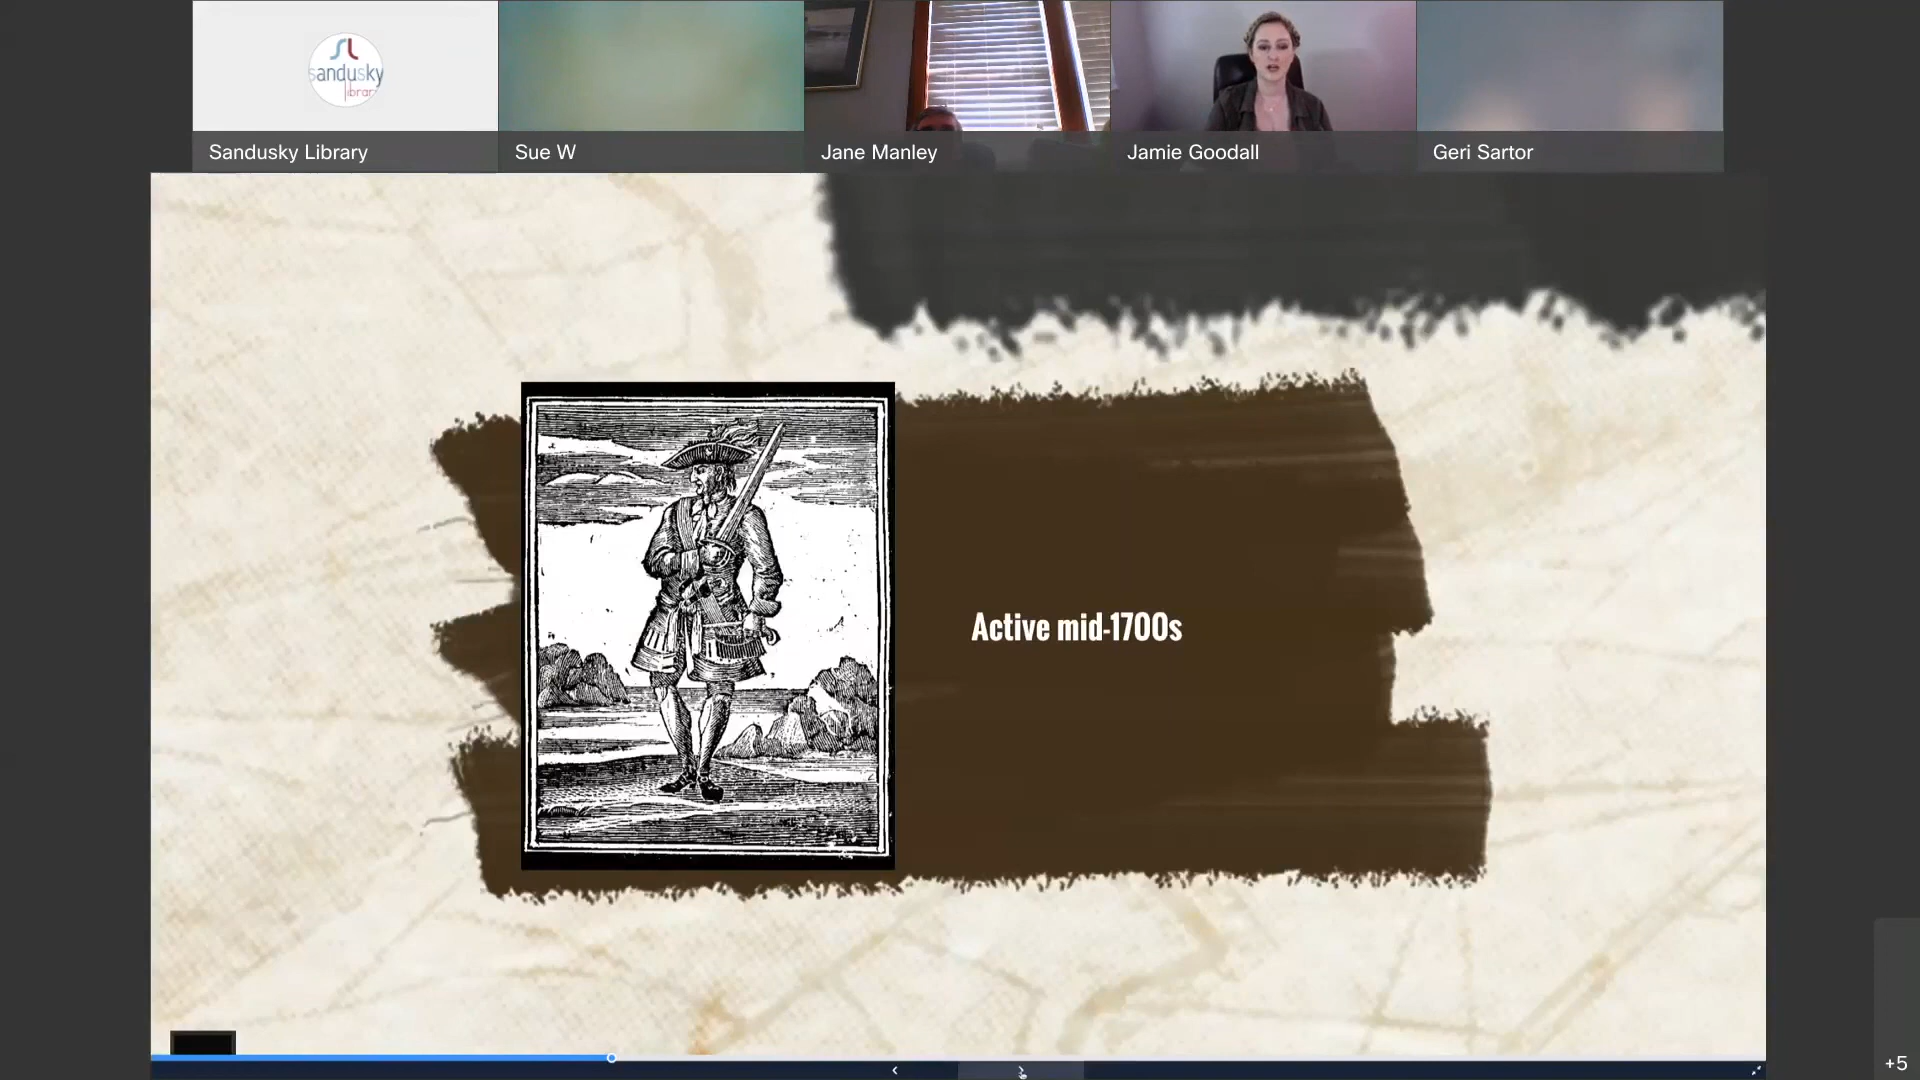 sandusky
library
Sandusky Library
Sue W
Jane Manley
Jamie Goodall
Geri Sartor
Active mid-1700s
+5